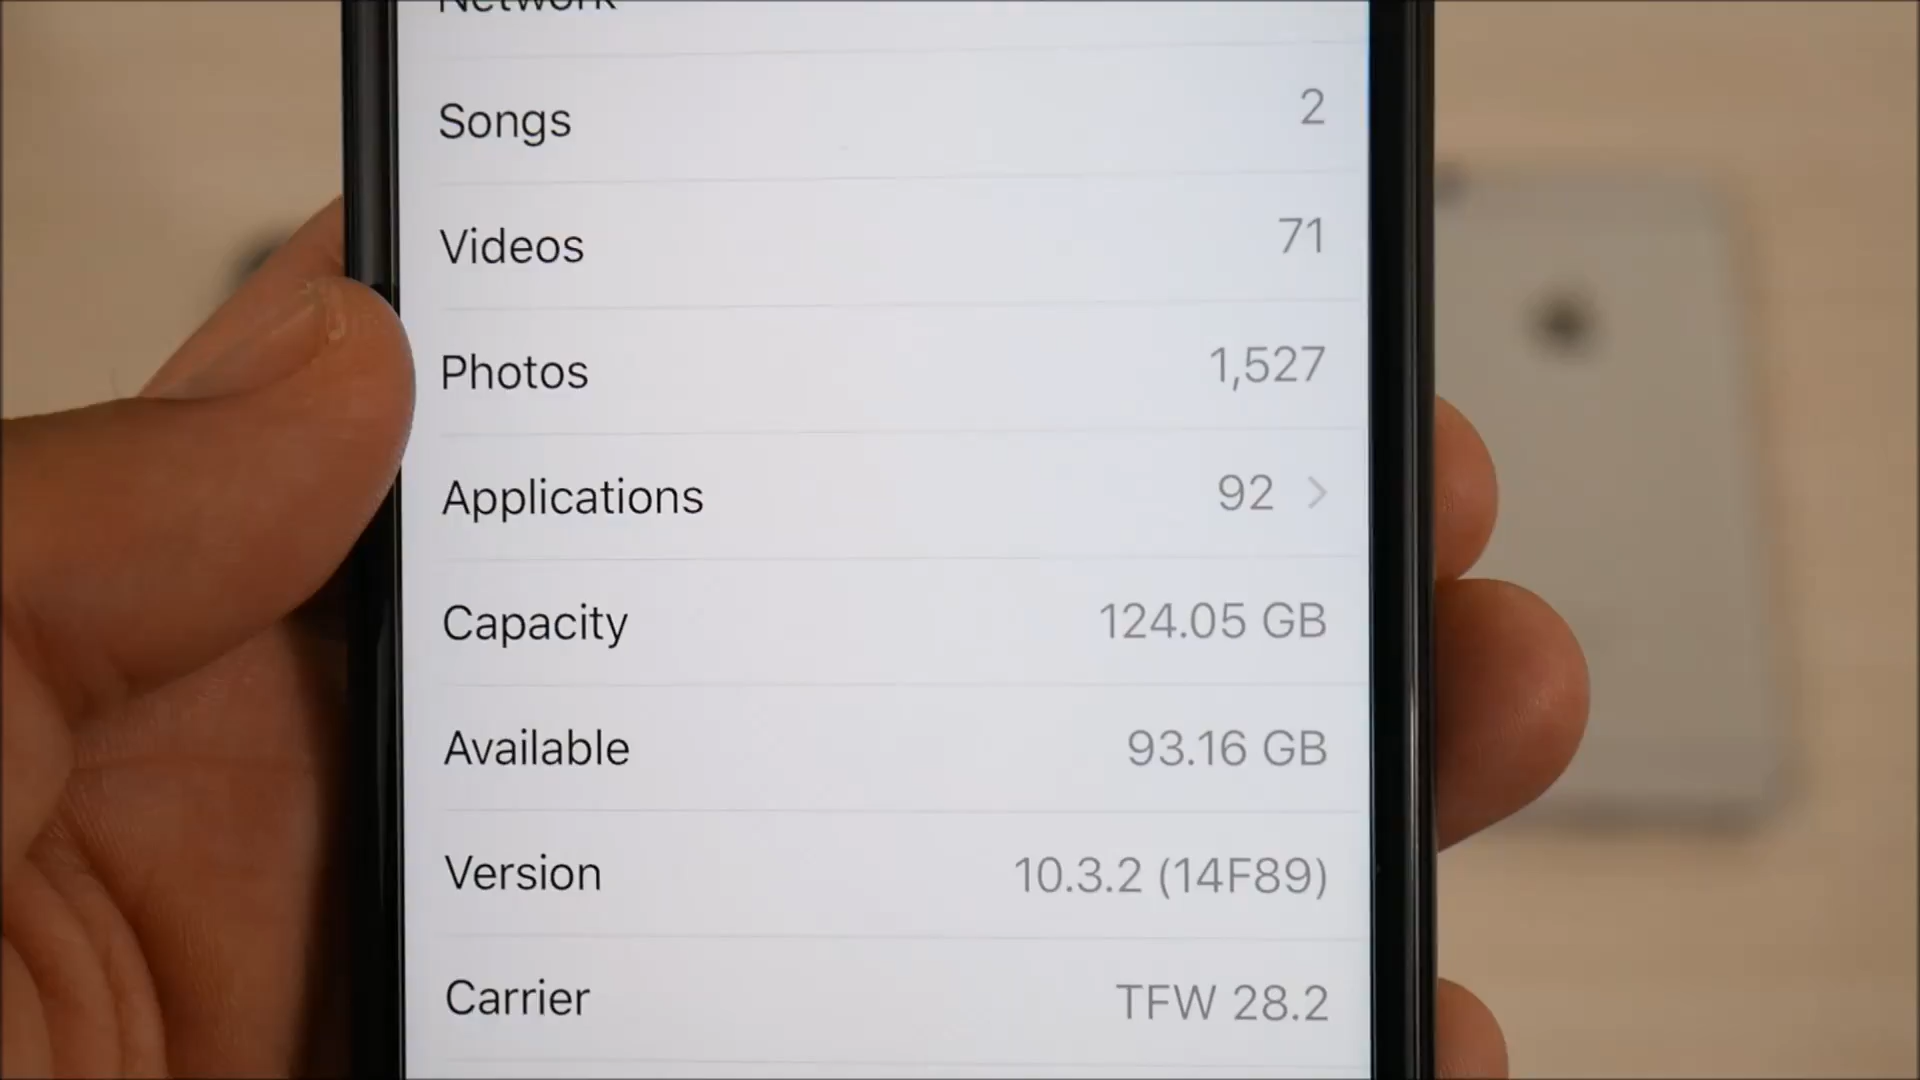 Network
Songs 2
Videos 71
Photos 1,527
Applications 92 >
Capacity 124.05 GB
Available 93.16 GB
Version 10.3.2 (14F89)
Carrier TFW 28.2